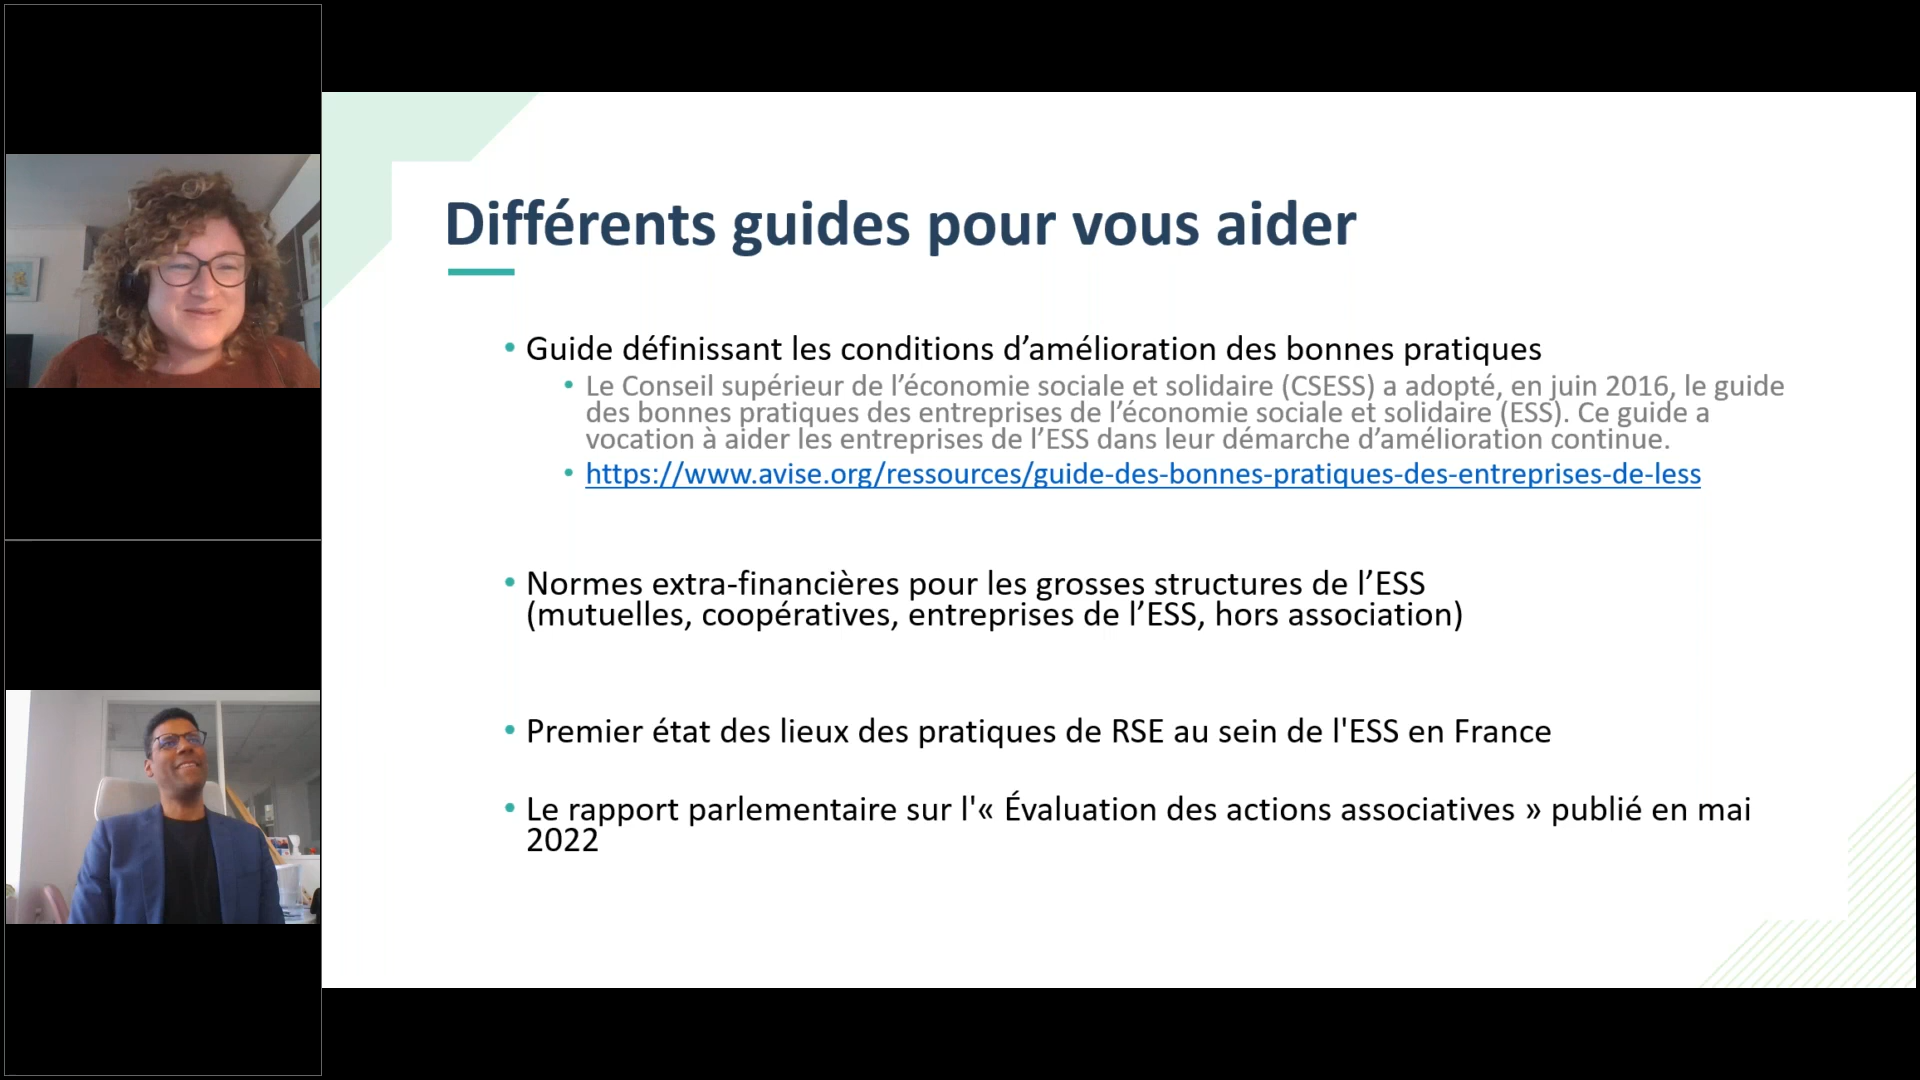 Différents guides pour vous aider
• Guide définissant les conditions d’amélioration des bonnes pratiques
• Le Conseil supérieur de l’économie sociale et solidaire (CSESS) a adopté, en juin 2016, le guide
des bonnes pratiques des entreprises de l’économie sociale et solidaire (ESS). Ce guide a
vocation à aider les entreprises de l’ESS dans leur démarche d’amélioration continue.
• https://www.avise.org/ressources/guide-des-bonnes-pratiques-des-entreprises-de-less
• Normes extra-financières pour les grosses structures de l’ESS
(mutuelles, coopératives, entreprises de l’ESS, hors association)
• Premier état des lieux des pratiques de RSE au sein de l'ESS en France
• Le rapport parlementaire sur l'« Évaluation des actions associatives » publié en mai
2022